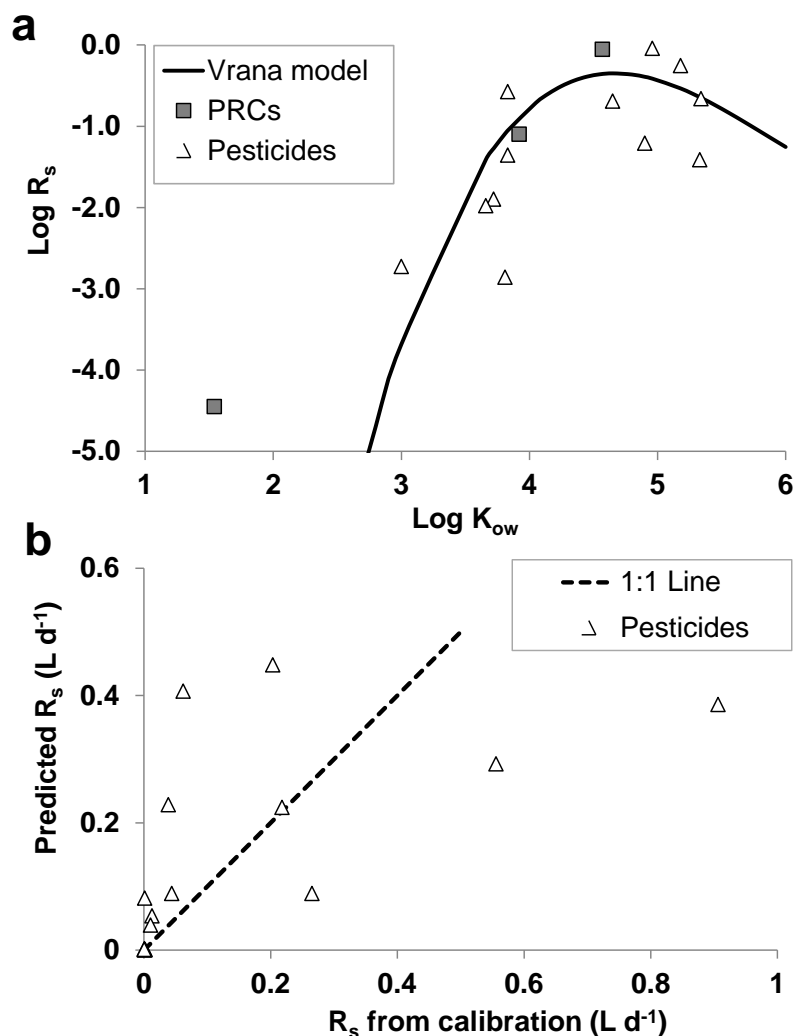 a
0.0
-1.0
-2.0
-3.0
-4.0
-5.0
Log Rs
Vrana model
PRCs
Pesticides
1 2 3 4 5 6
Log Kow
b
0.6
0.4
0.2
0
Predicted Rs (L d-1)
1:1 Line
Pesticides
0 0.2 0.4 0.6 0.8 1
Rs from calibration (L d-1)